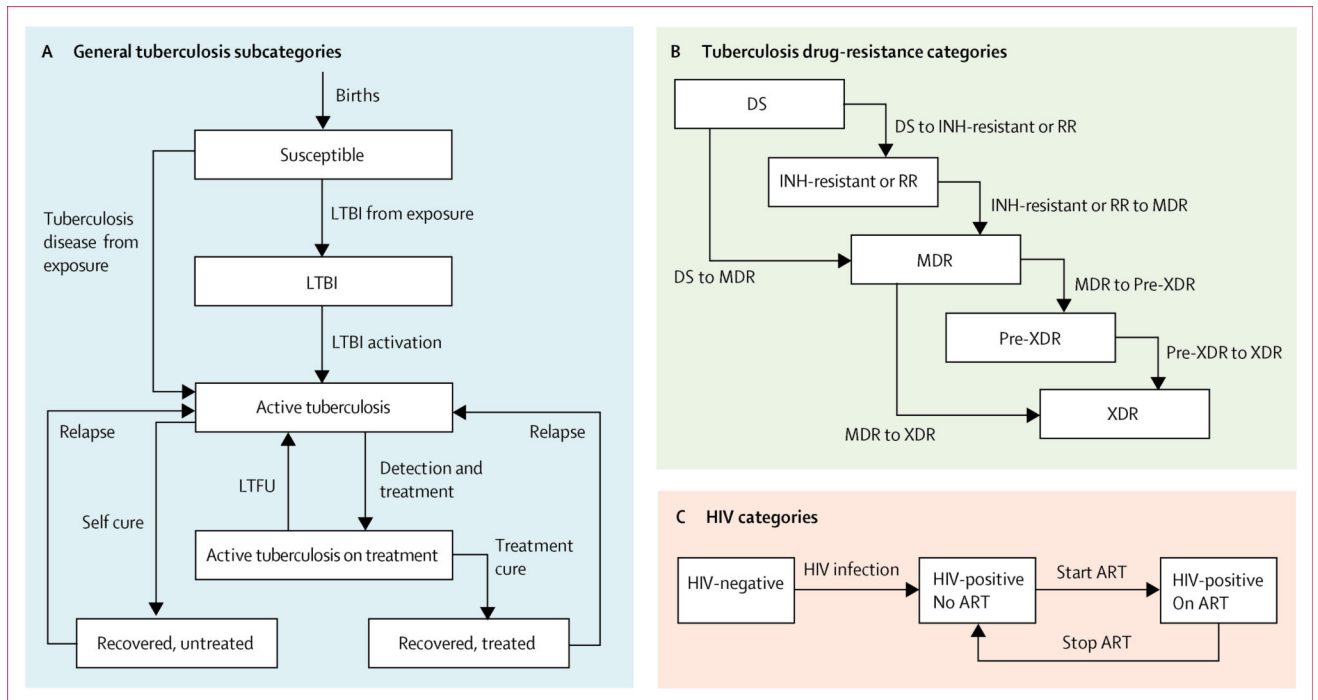 A General tuberculosis subcategories
Births
Susceptible
Tuberculosis
disease from
exposure
LTBI from exposure
LTBI
LTBI activation
Active tuberculosis
Relapse
Relapse
LTFU
Detection and
treatment
Self cure
Active tuberculosis on treatment
Treatment
cure
Recovered, untreated
Recovered, treated
B Tuberculosis drug-resistance categories
DS
DS to INH-resistant or RR
INH-resistant or RR
INH-resistant or RR to MDR
MDR
DS to MDR
MDR to Pre-XDR
Pre-XDR
Pre-XDR to XDR
XDR
MDR to XDR
C HIV categories
HIV-negative
HIV infection
HIV-positive
No ART
Start ART
HIV-positive
On ART
Stop ART